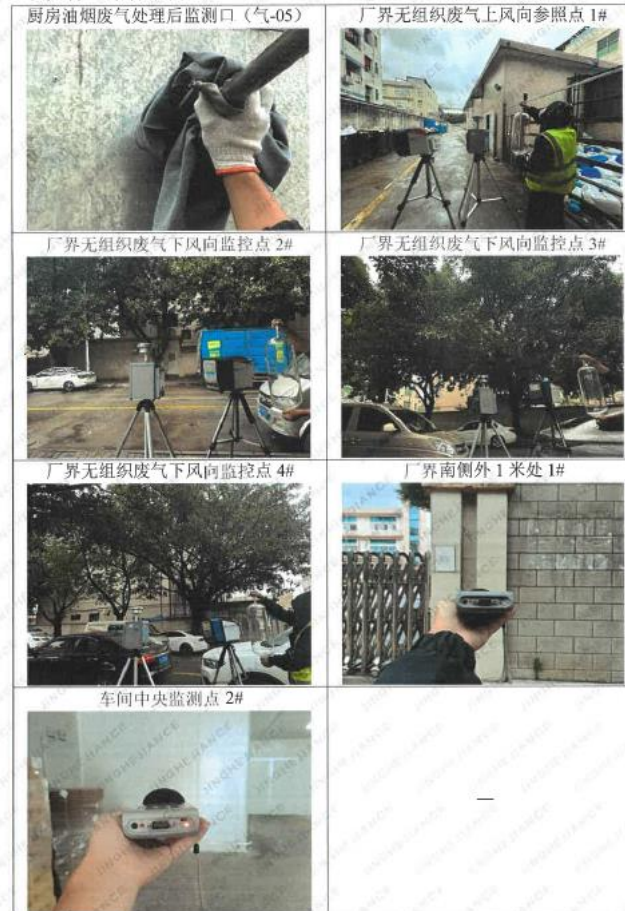 厨房油烟废气处理后监测口（气-05）
厂界无组织废气上风向参照点 1#
厂界无组织废气下风向监控点 2#
厂界无组织废气下风向监控点 3#
厂界无组织废气下风向监控点 4#
厂界南侧外 1 米处 1#
车间中央监测点 2#
—